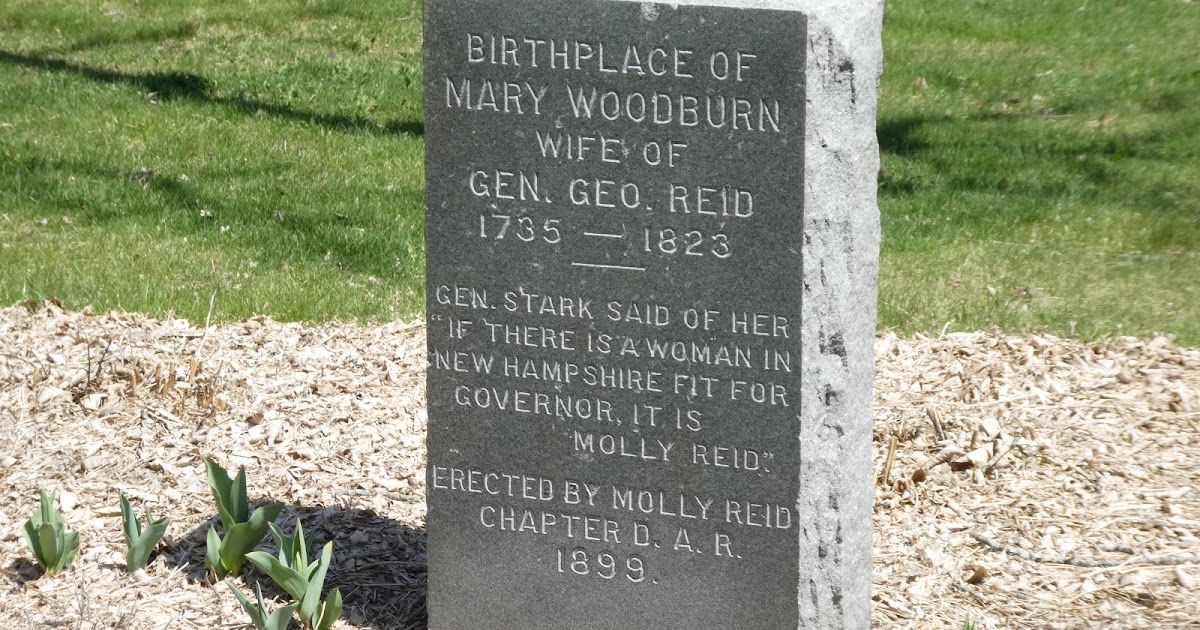 BIRTHPLACE OF
MARY WOODBURN
WIFE OF
GEN. GEO. REID
1735 — 1823
GEN. STARK SAID OF HER
"IF THERE IS A WOMAN IN
NEW HAMPSHIRE FIT FOR
GOVERNOR, IT IS
MOLLY REID."
ERECTED BY MOLLY REID
CHAPTER D. A. R.
1899.